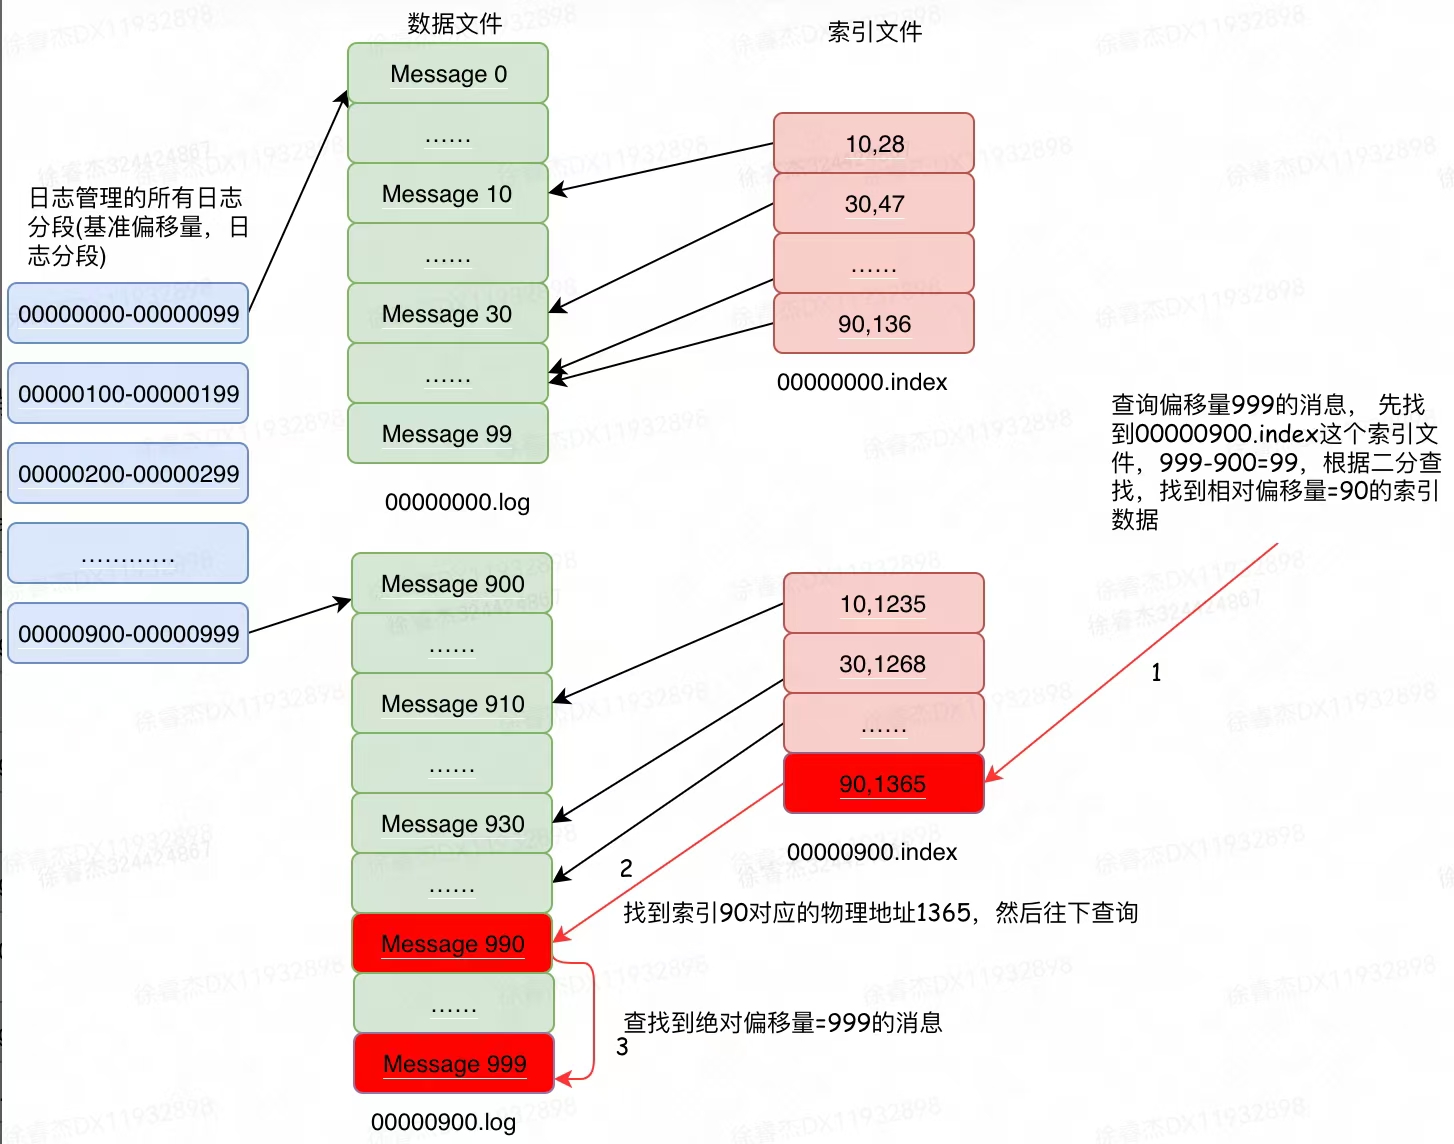 数据文件
索引文件
日志管理的所有日志
分段(基准偏移量，日
志分段)
00000000-00000099
00000100-00000199
00000200-00000299
…………
00000900-00000999
Message 0
……
Message 10
……
Message 30
……
Message 99
00000000.log
10,28
30,47
……
90,136
00000000.index
查询偏移量999的消息， 先找
到00000900.index这个索引文
件，999-900=99，根据二分查
找，找到相对偏移量=90的索引
数据
1
Message 900
……
Message 910
……
Message 930
……
Message 990
……
Message 999
00000900.log
10,1235
30,1268
……
90,1365
00000900.index
2
找到索引90对应的物理地址1365，然后往下查询
查找到绝对偏移量=999的消息
3
徐睿杰DX11932898
徐睿杰324424867